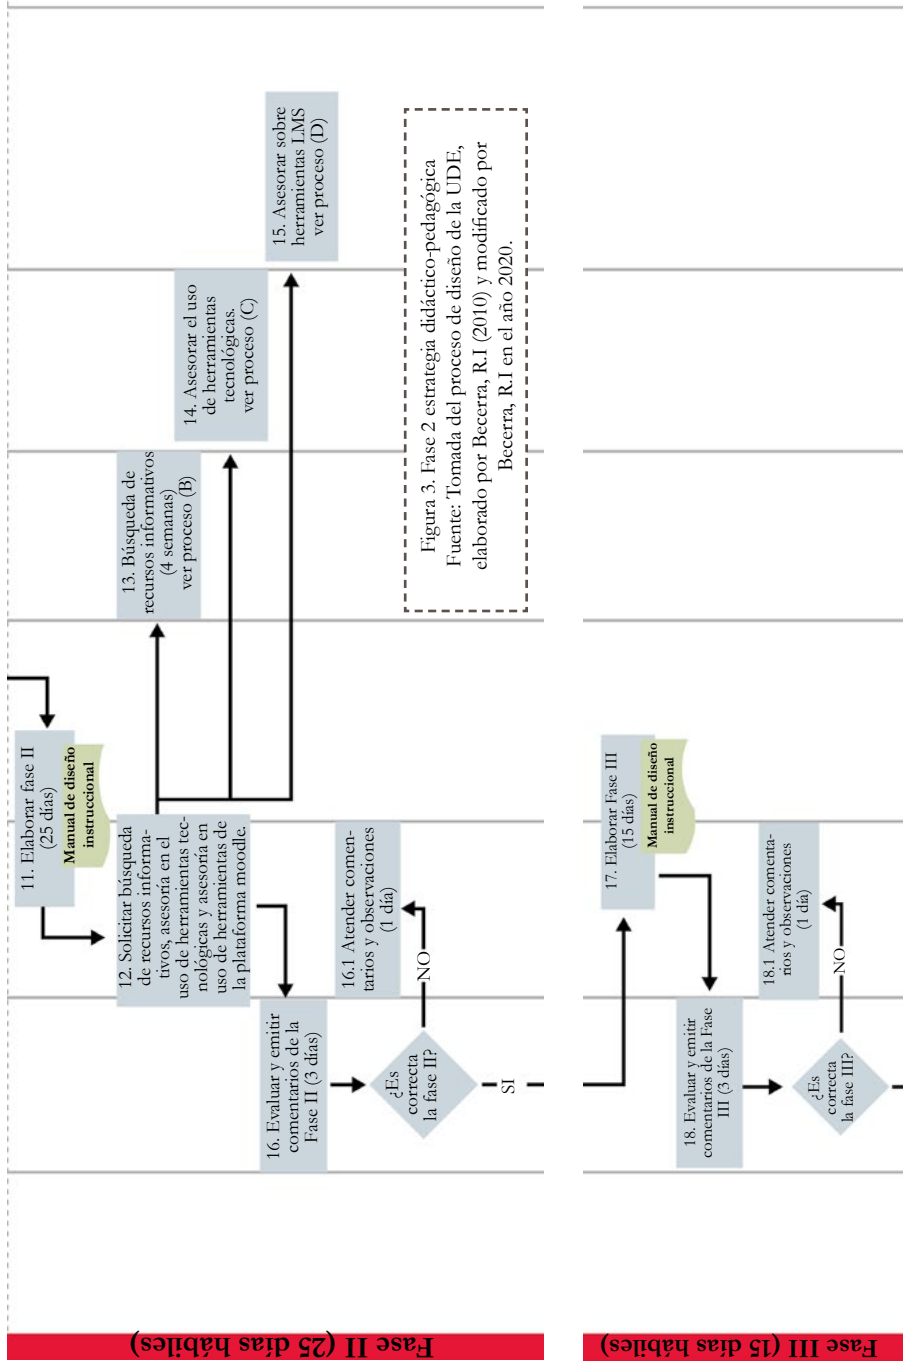 Fase II (25 días hábiles)
11. Elaborar fase II
(25 días)
Manual de diseño
instruccional
12. Solicitar búsqueda
de recursos informa-
tivos, asesoría en el
uso de herramientas tec-
nológicas y asesoría en
uso de herramientas de
la plataforma moodle.
13. Búsqueda de
recursos informativos
(4 semanas)
ver proceso (B)
14. Asesorar el uso
de herramientas
tecnológicas.
ver proceso (C)
15. Asesorar sobre
herramientas LMS
ver proceso (D)
16. Evaluar y emitir
comentarios de la
Fase II (3 días)
16.1 Atender comen-
tarios y observaciones
(1 día)
¿Es
correcta
la fase II?
NO
SI
Figura 3. Fase 2 estrategia didáctico-pedagógica
Fuente: Tomada del proceso de diseño de la UDE,
elaborado por Becerra, R.I (2010) y modificado por
Becerra, R.I en el año 2020.
Fase III (15 días hábiles)
17. Elaborar Fase III
(15 días)
Manual de diseño
instruccional
18. Evaluar y emitir
comentarios de la Fase
III (3 días)
18.1 Atender comenta-
rios y observaciones
(1 día)
¿Es
correcta
la fase III?
NO